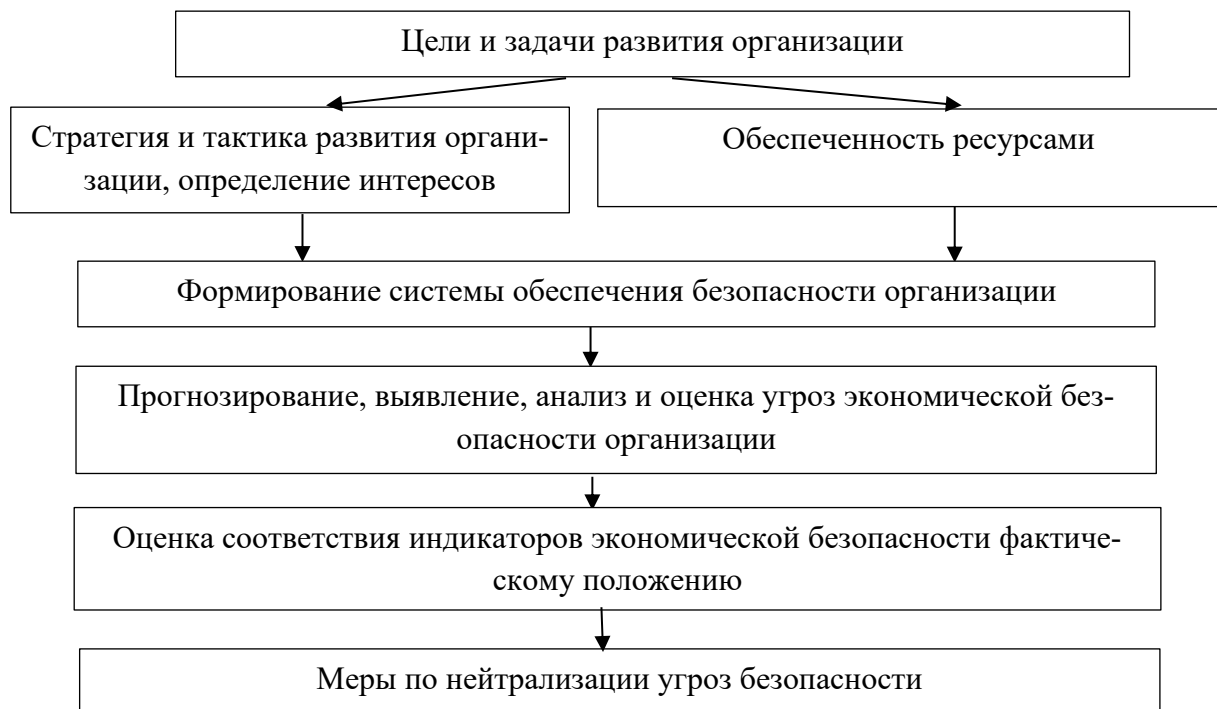 Цели и задачи развития организации
Стратегия и тактика развития органи-
зации, определение интересов
Обеспеченность ресурсами
Формирование системы обеспечения безопасности организации
Прогнозирование, выявление, анализ и оценка угроз экономической без-
опасности организации
Оценка соответствия индикаторов экономической безопасности фактиче-
скому положению
Меры по нейтрализации угроз безопасности